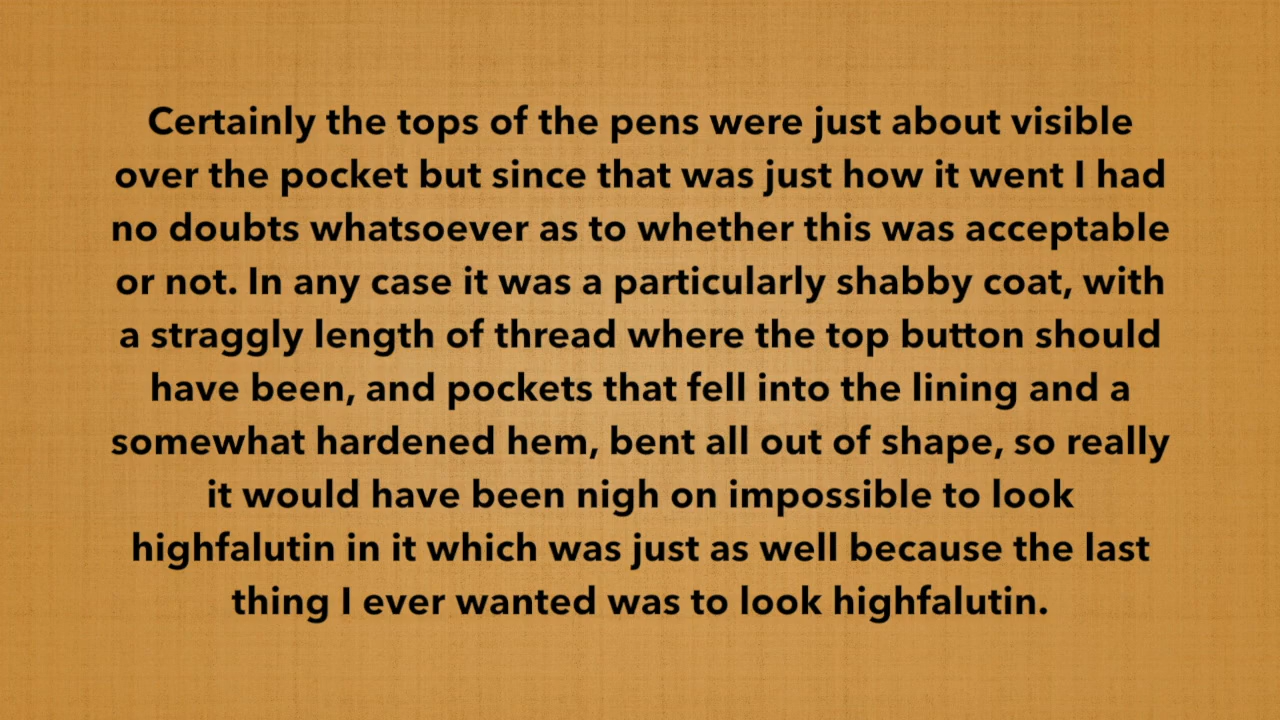 Certainly the tops of the pens were just about visible
over the pocket but since that was just how it went I had
no doubts whatsoever as to whether this was acceptable
or not. In any case it was a particularly shabby coat, with
a straggly length of thread where the top button should
have been, and pockets that fell into the lining and a
somewhat hardened hem, bent all out of shape, so really
it would have been nigh on impossible to look
highfalutin in it which was just as well because the last
thing I ever wanted was to look highfalutin.